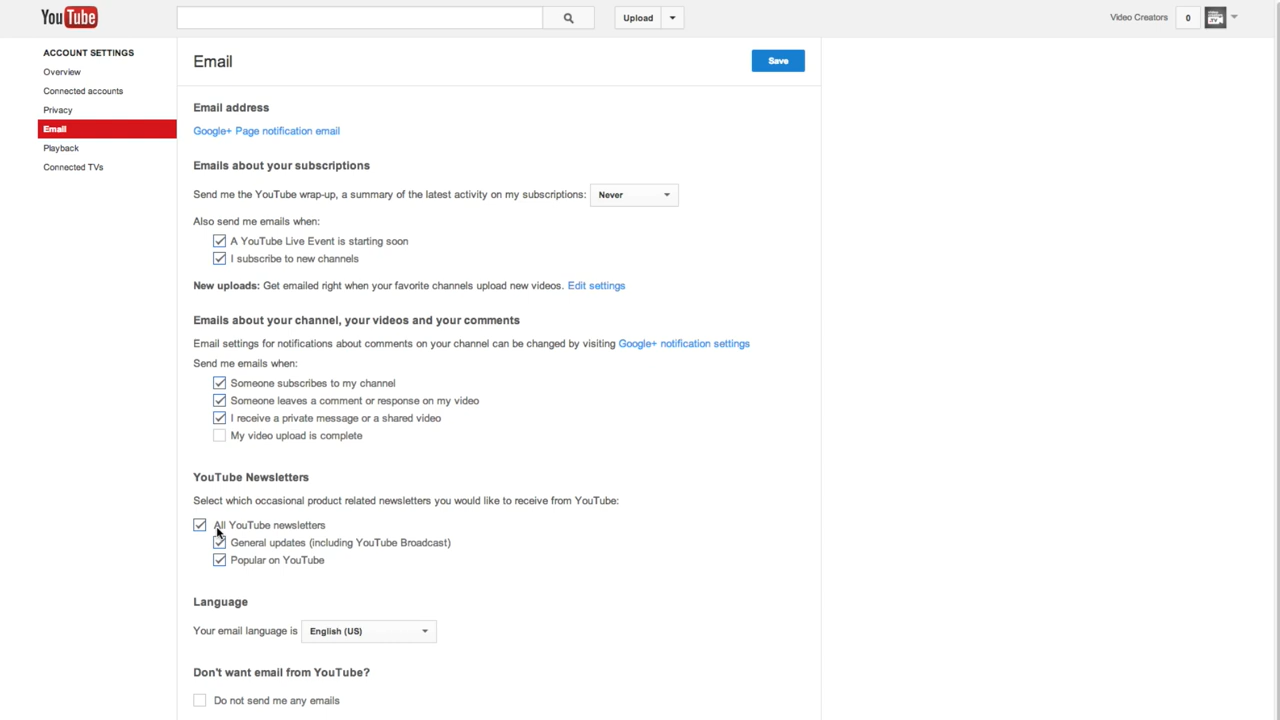 YouTube
Upload
Video Creators
0
ACCOUNT SETTINGS
Overview
Connected accounts
Privacy
Email
Playback
Connected TVs
Email
Save
Email address
Google+ Page notification email
Emails about your subscriptions
Send me the YouTube wrap-up, a summary of the latest activity on my subscriptions: Never
Also send me emails when:
A YouTube Live Event is starting soon
I subscribe to new channels
New uploads: Get emailed right when your favorite channels upload new videos. Edit settings
Emails about your channel, your videos and your comments
Email settings for notifications about comments on your channel can be changed by visiting Google+ notification settings
Send me emails when:
Someone subscribes to my channel
Someone leaves a comment or response on my video
I receive a private message or a shared video
My video upload is complete
YouTube Newsletters
Select which occasional product related newsletters you would like to receive from YouTube:
All YouTube newsletters
General updates (including YouTube Broadcast)
Popular on YouTube
Language
Your email language is English (US)
Don't want email from YouTube?
Do not send me any emails